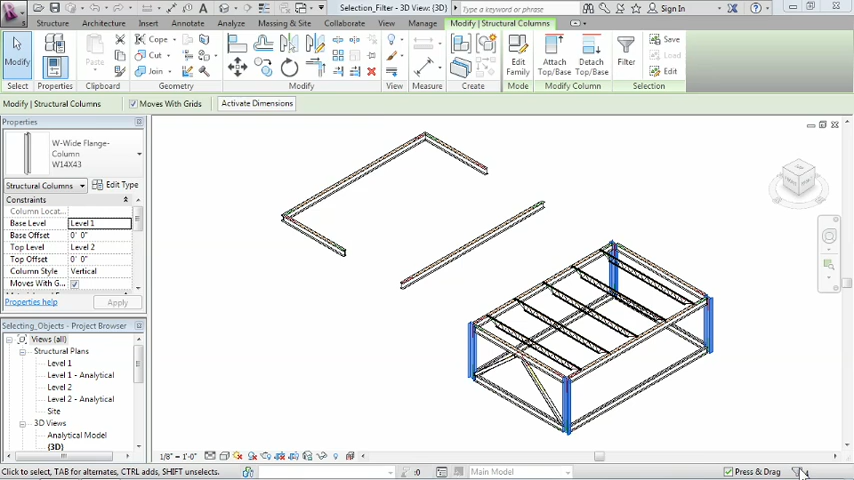 Selection_Filter - 3D View: {3D}
Type a keyword or phrase
Sign In
Structure
Architecture
Insert
Annotate
Analyze
Massing & Site
Collaborate
View
Manage
Modify | Structural Columns
Modify
Paste
Cope
Cut
Join
Edit Family
Attach Top/Base
Detach Top/Base
Filter
Save
Load
Edit
Select
Properties
Clipboard
Geometry
Modify
View
Measure
Create
Mode
Modify Column
Selection
Modify | Structural Columns
Moves With Grids
Activate Dimensions
Properties
W-Wide Flange-
Column
W14X43
Structural Columns
Edit Type
Constraints
Column Locat...
Base Level Level 1
Base Offset 0' 0"
Top Level Level 2
Top Offset 0' 0"
Column Style Vertical
Moves With G...
Properties help
Apply
Selecting_Objects - Project Browser
Views (all)
Structural Plans
Level 1
Level 1 - Analytical
Level 2
Level 2 - Analytical
Site
3D Views
Analytical Model
{3D}
1/8" = 1'-0"
Click to select, TAB for alternates, CTRL adds, SHIFT unselects.
:0
Main Model
Press & Drag